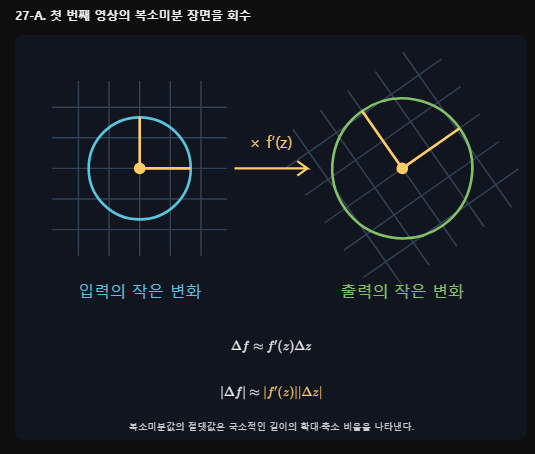 27-A. 첫 번째 영상의 복소미분 장면을 회수
× f′(z)
입력의 작은 변화
출력의 작은 변화
Δf ≈ f′(z)Δz
|Δf| ≈ |f′(z)||Δz|
복소미분값의 절댓값은 국소적인 길이의 확대·축소 비율을 나타낸다.